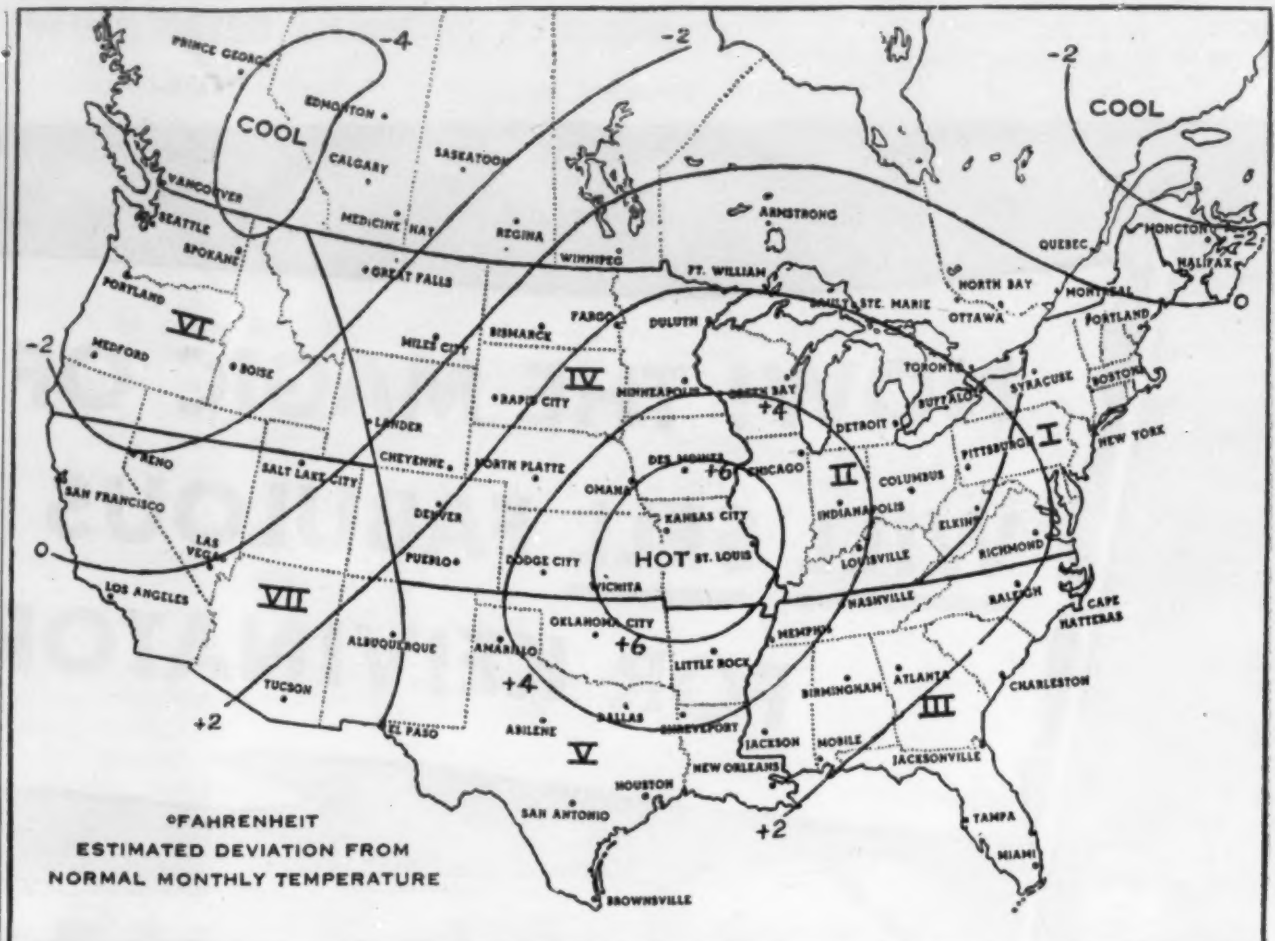 -4
-2
-2
PRINCE GEORGE
COOL
EDMONTON
COOL
CALGARY
SASKATOON
VANCOUVER
ARMSTRONG
MEDICINE HAT
SEATTLE
REGINA
QUEBEC
MONCTON
-2
SPOKANE
WINNIPEG
HALIFAX
GREAT FALLS
FT. WILLIAM
NORTH BAY
MONTREAL
PORTLAND
SAULT STE. MARIE
0
OTTAWA
PORTLAND
VI
FARGO
DULUTH
BISMARCK
MILES CITY
-2
MEDFORD
TORONTO
BOISE
IV
SYRACUSE
BOSTON
MINNEAPOLIS
GREEN BAY
RAPID CITY
BUFFALO
+4
LANDER
DETROIT
PITTSBURGH
I
NEW YORK
RENO
SALT LAKE CITY
CHEYENNE
NORTH PLATTE
DES MOINES
+6
CHICAGO
II
COLUMBUS
OMAHA
SAN FRANCISCO
DENVER
KANSAS CITY
INDIANAPOLIS
ELKINS
LAS
VEGAS
0
PUEBLO
DODGE CITY
HOT
ST. LOUIS
LOUISVILLE
RICHMOND
WICHITA
LOS ANGELES
VII
NASHVILLE
RALEIGH
CAPE
HATTERAS
OKLAHOMA CITY
MEMPHIS
ALBUQUERQUE
AMARILLO
+6
LITTLE ROCK
+4
BIRMINGHAM
ATLANTA
CHARLESTON
TUCSON
III
DALLAS
+2
EL PASO
ABILENE
SHREVEPORT
V
JACKSON
MOBILE
JACKSONVILLE
NEW ORLEANS
HOUSTON
SAN ANTONIO
+2
TAMPA
MIAMI
°FAHRENHEIT
ESTIMATED DEVIATION FROM
NORMAL MONTHLY TEMPERATURE
BROWNSVILLE